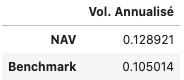 Vol. Annualisé
NAV 0.128921
Benchmark 0.105014